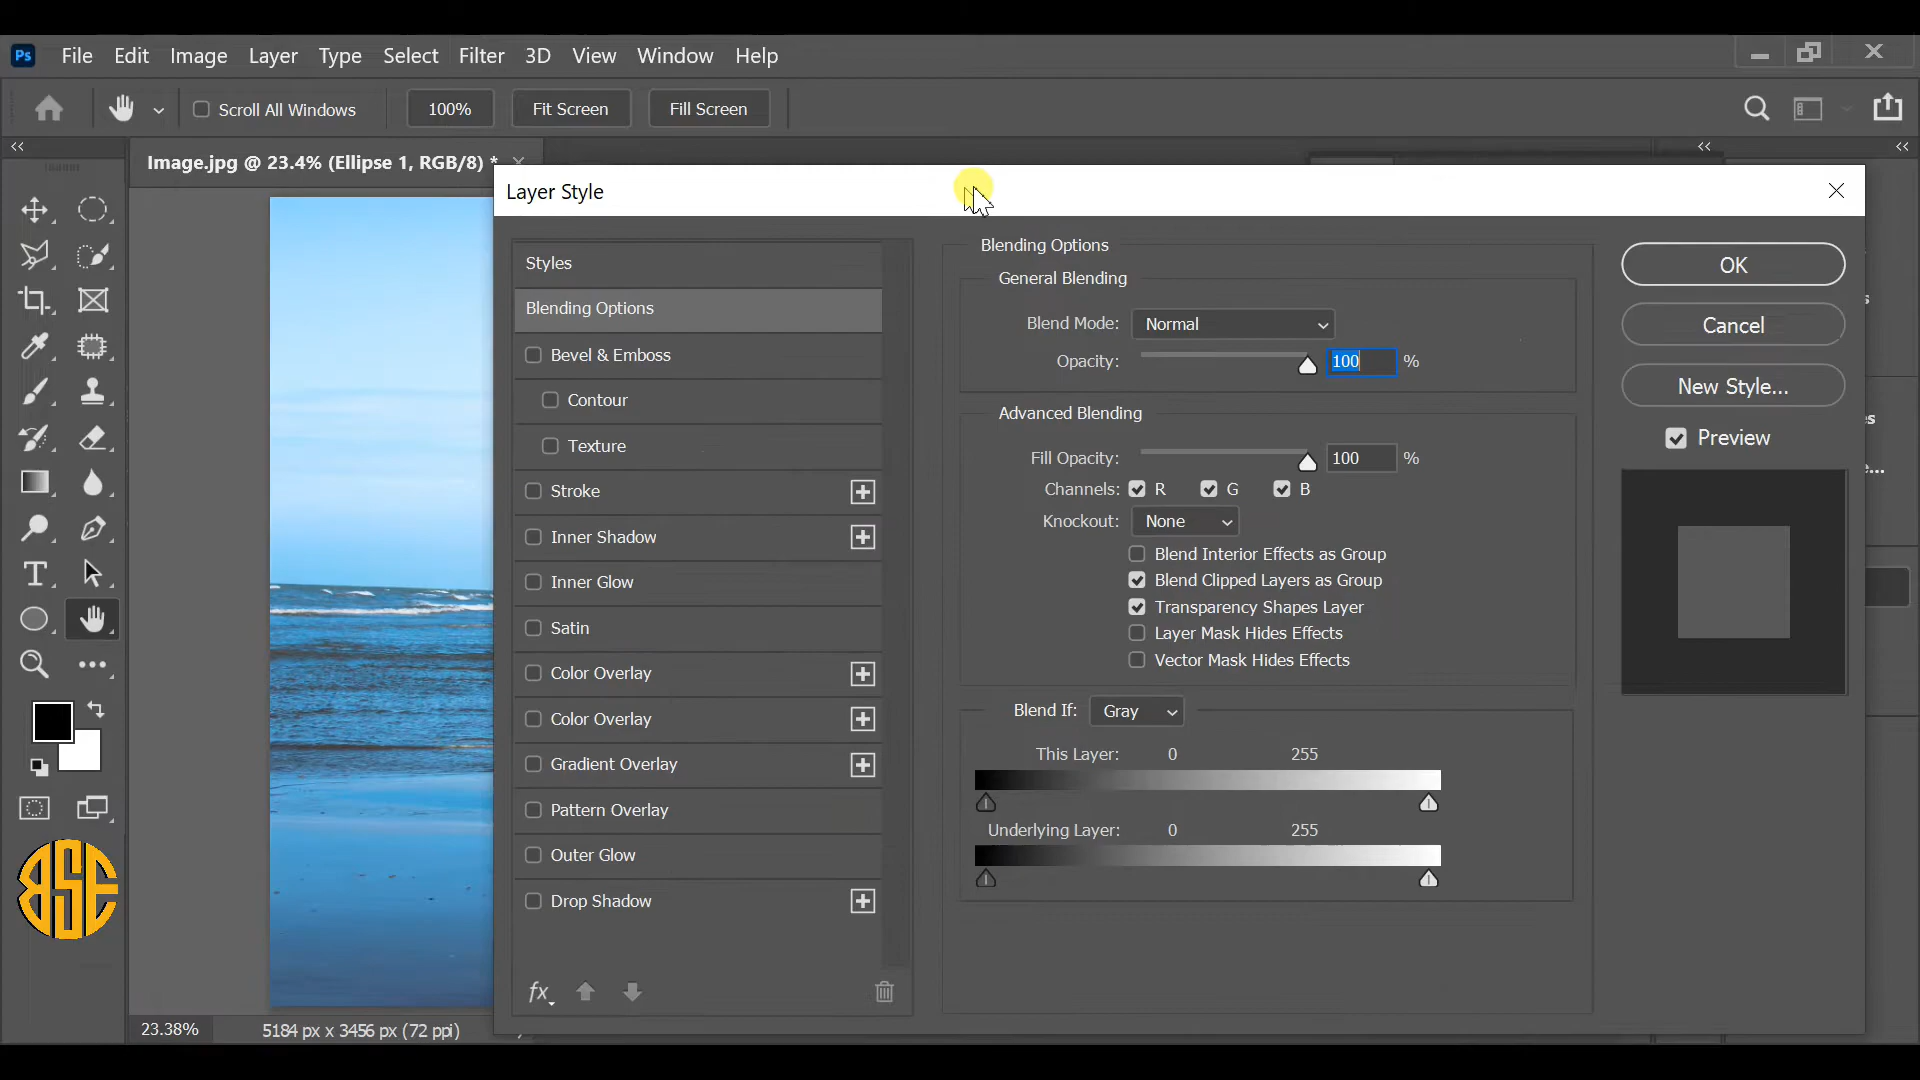 Ps File Edit Image Layer Type Select Filter 3D View Window Help
Scroll All Windows 100% Fit Screen Fill Screen
Image.jpg @ 23.4% (Ellipse 1, RGB/8) *
Layer Style
Styles
Blending Options
Bevel & Emboss
Contour
Texture
Stroke
Inner Shadow
Inner Glow
Satin
Color Overlay
Color Overlay
Gradient Overlay
Pattern Overlay
Outer Glow
Drop Shadow
fx
Blending Options
General Blending
Blend Mode: Normal
Opacity: 100 %
Advanced Blending
Fill Opacity: 100 %
Channels: R G B
Knockout: None
Blend Interior Effects as Group
Blend Clipped Layers as Group
Transparency Shapes Layer
Layer Mask Hides Effects
Vector Mask Hides Effects
Blend If: Gray
This Layer: 0 255
Underlying Layer: 0 255
OK
Cancel
New Style...
Preview
BSE
23.38% 5184 px x 3456 px (72 ppi)